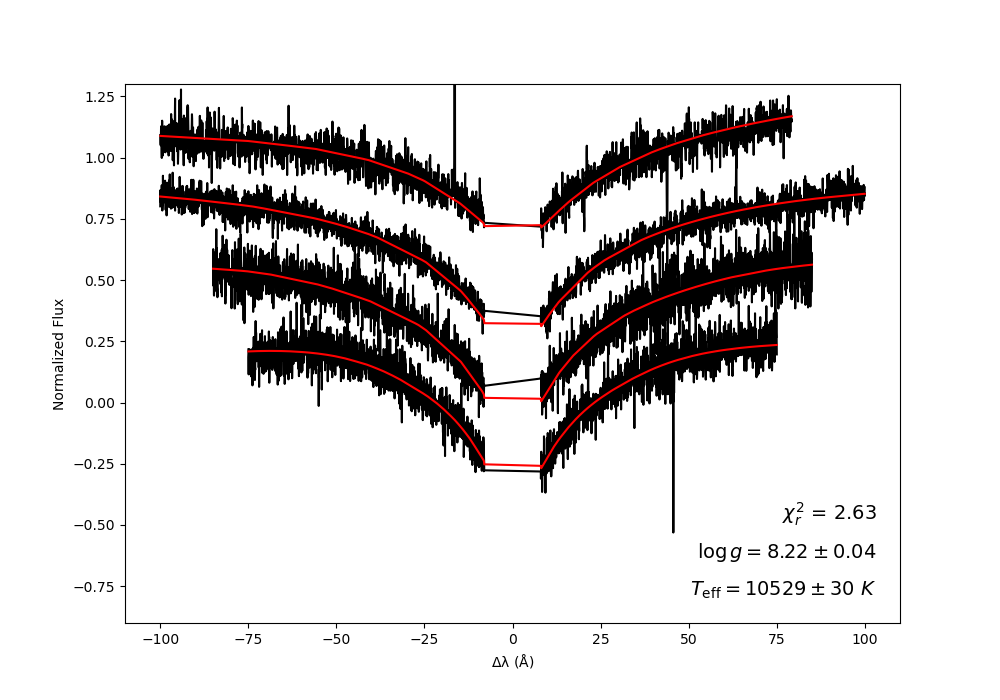 1.25
1.00
0.75
0.50
0.25
0.00
−0.25
−0.50
−0.75
Normalized Flux
χ²ᵣ = 2.63
log g = 8.22 ± 0.04
T_eff = 10529 ± 30 K
−100 −75 −50 −25 0 25 50 75 100
Δλ (Å)